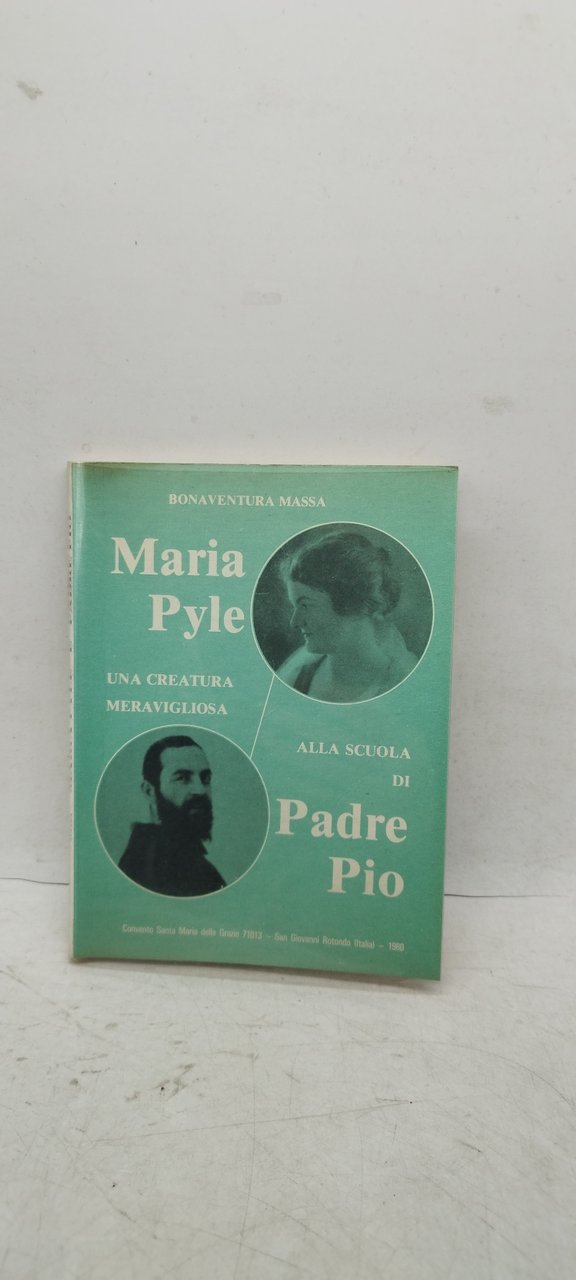 BONAVENTURA MASSA
Maria
Pyle
UNA CREATURA
MERAVIGLIOSA
ALLA SCUOLA
DI
Padre
Pio
Convento Santa Maria delle Grazie 71013 - San Giovanni Rotondo (Italia) - 1980